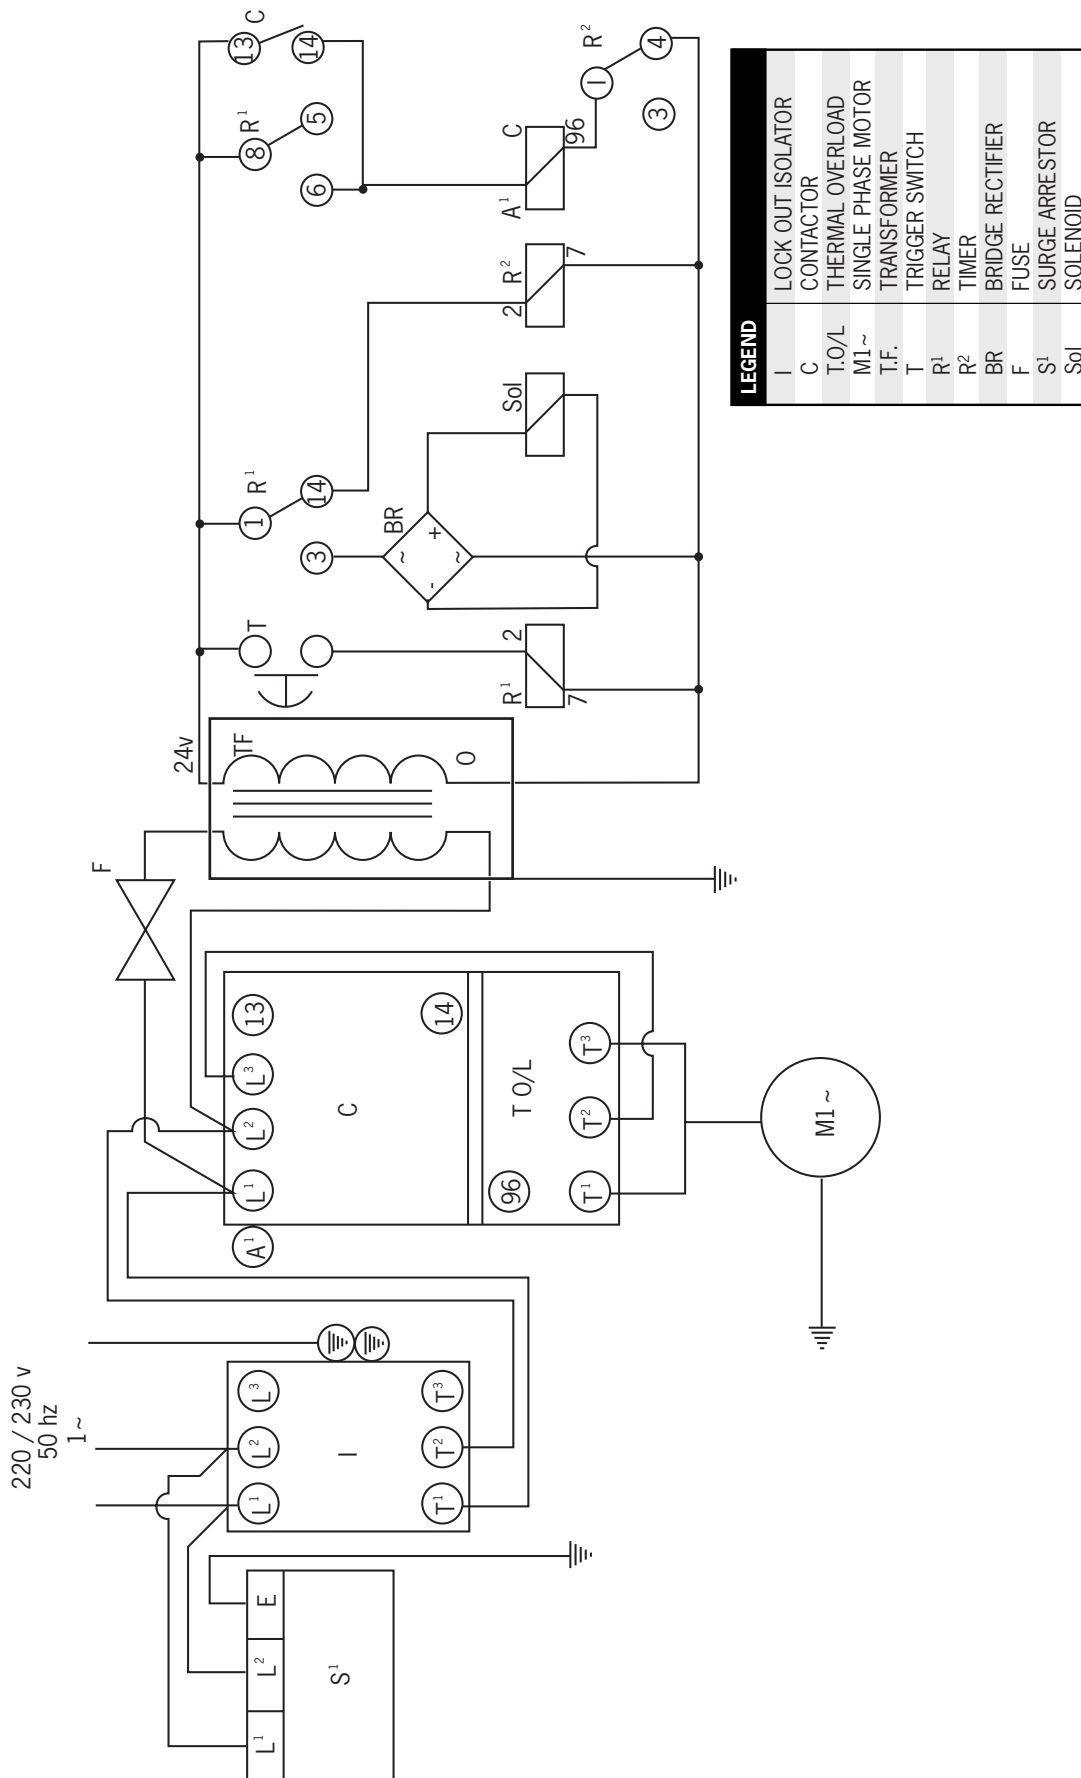 220 / 230 v
50 hz
1~
L¹
L²
E
S¹
L¹
L²
L³
I
T¹
T²
T³
A¹
L¹
L²
L³
13
C
14
96
T O/L
T¹
T²
T³
M1~
F
24v
TF
O
T
R¹
2
7
1
R¹
14
3
BR
~
+
-
~
Sol
2
R²
7
8
R¹
5
6
13
C
14
A¹
C
96
1
R²
4
3
LEGEND
I LOCK OUT ISOLATOR
C CONTACTOR
T.O/L THERMAL OVERLOAD
M1~ SINGLE PHASE MOTOR
T.F. TRANSFORMER
T TRIGGER SWITCH
R¹ RELAY
R² TIMER
BR BRIDGE RECTIFIER
F FUSE
S¹ SURGE ARRESTOR
Sol SOLENOID